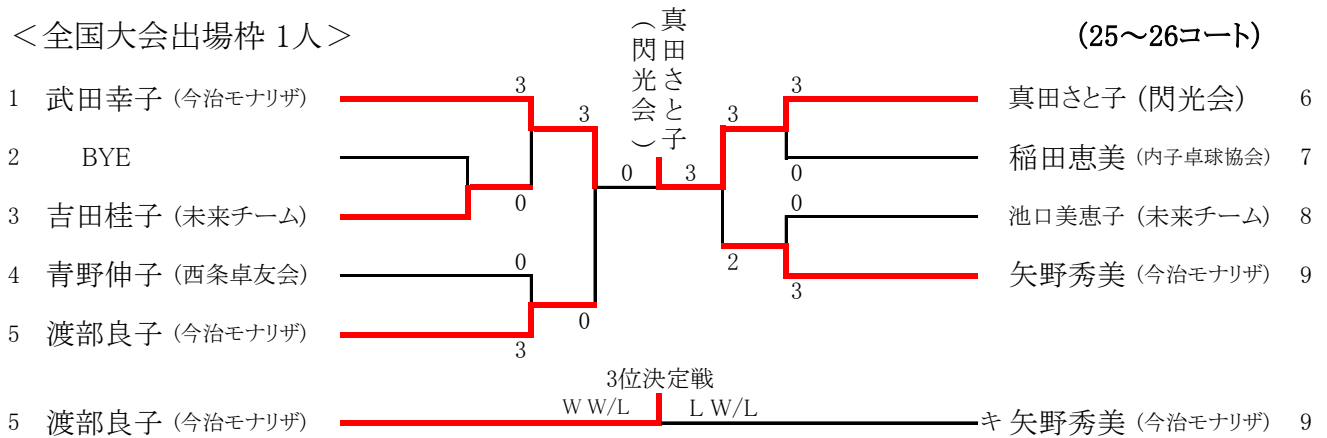 ＜全国大会出場枠 1人＞
真田さと子
（閃光会）
(25～26コート)
1 武田幸子 (今治モナリザ)
2 BYE
3 吉田桂子 (未来チーム)
4 青野伸子 (西条卓友会)
5 渡部良子 (今治モナリザ)
3
3
0
0
0
3
0
3
3
3
0
0
2
3
真田さと子 (閃光会) 6
稲田恵美 (内子卓球協会) 7
池口美恵子 (未来チーム) 8
矢野秀美 (今治モナリザ) 9
3位決定戦
W W/L L W/L
5 渡部良子 (今治モナリザ)
キ 矢野秀美 (今治モナリザ) 9